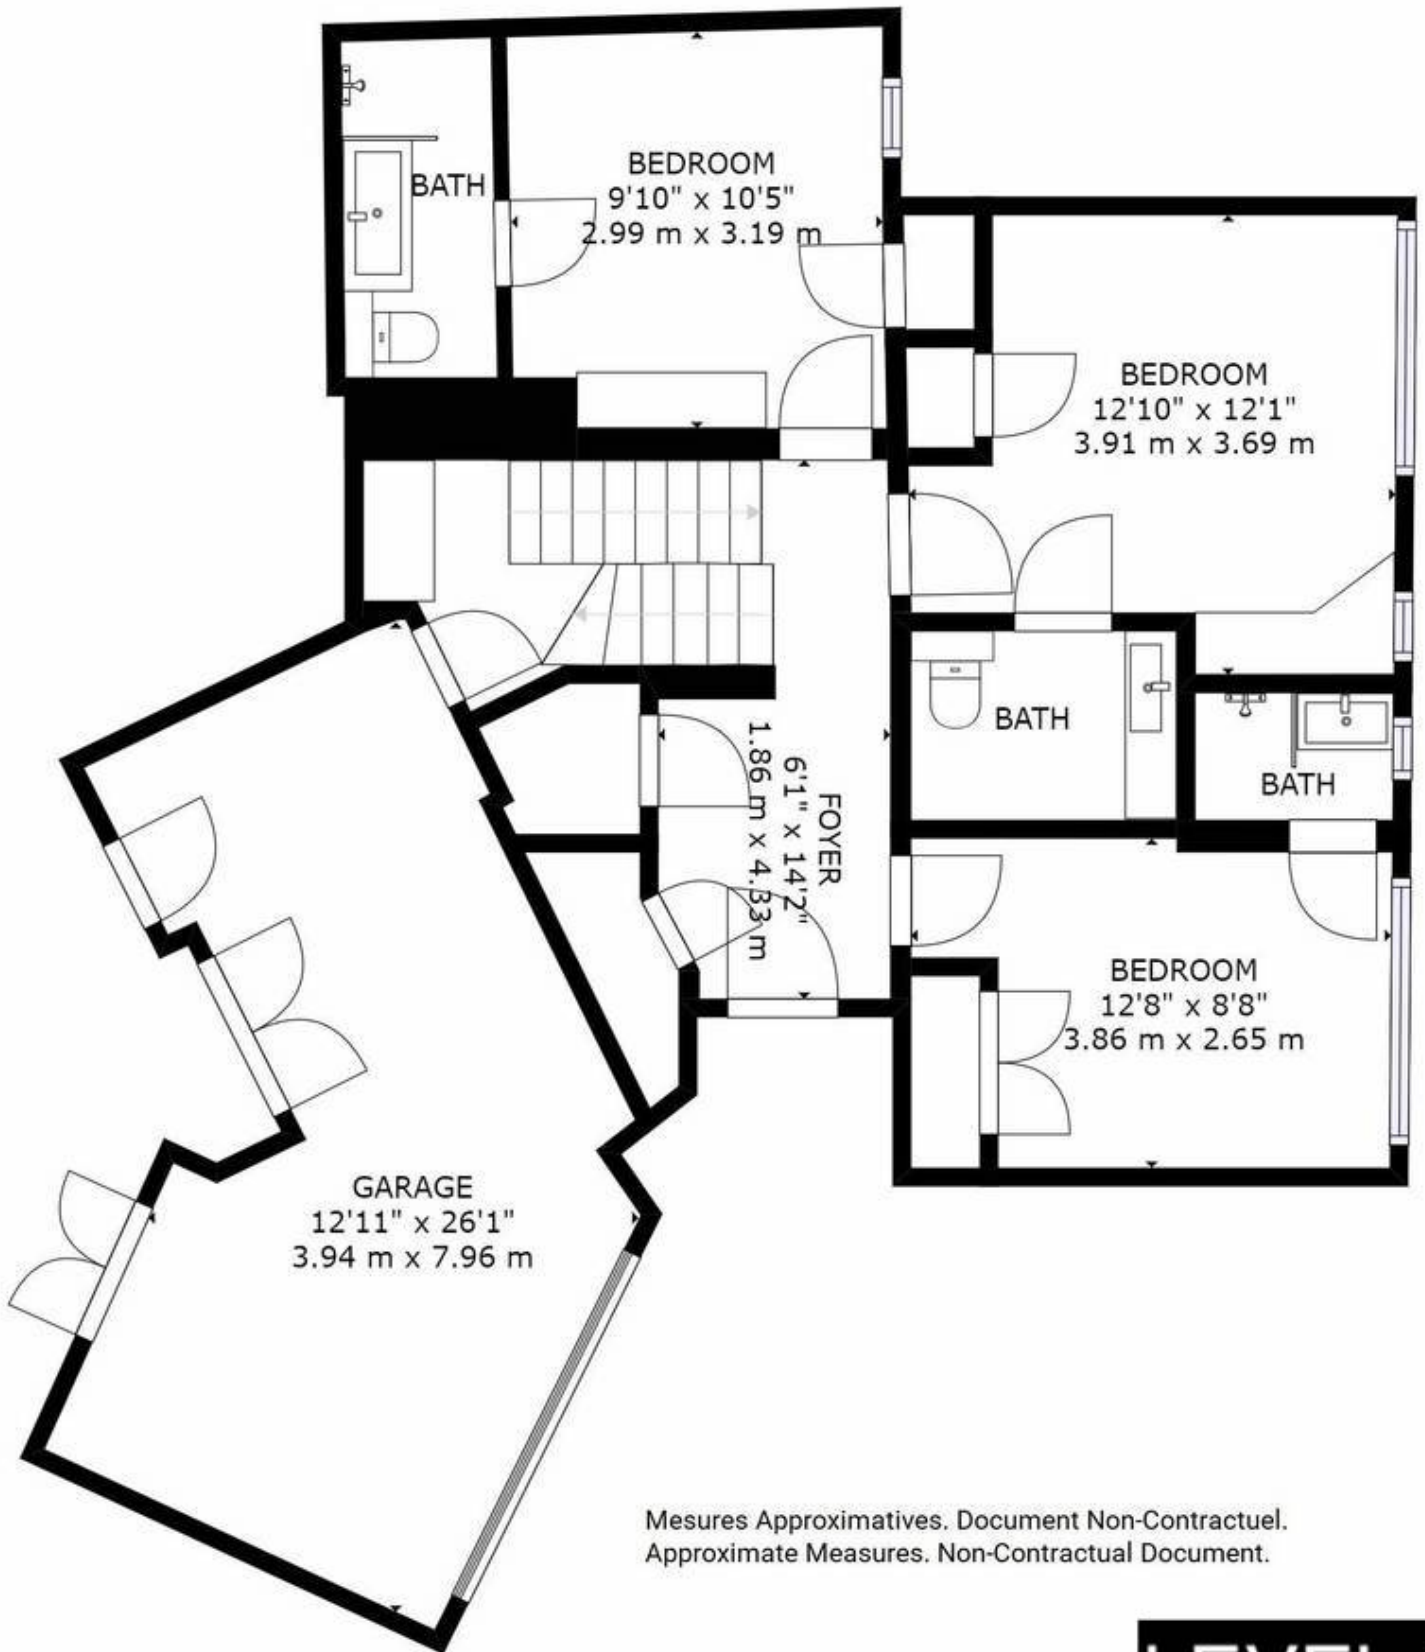 BATH
BEDROOM
9'10" x 10'5"
2.99 m x 3.19 m
BEDROOM
12'10" x 12'1"
3.91 m x 3.69 m
BATH
BATH
FOYER
6'1" x 14'2"
1.86 m x 4.33 m
BEDROOM
12'8" x 8'8"
3.86 m x 2.65 m
GARAGE
12'11" x 26'1"
3.94 m x 7.96 m
Mesures Approximatives. Document Non-Contractuel.
Approximate Measures. Non-Contractual Document.
LEVEL